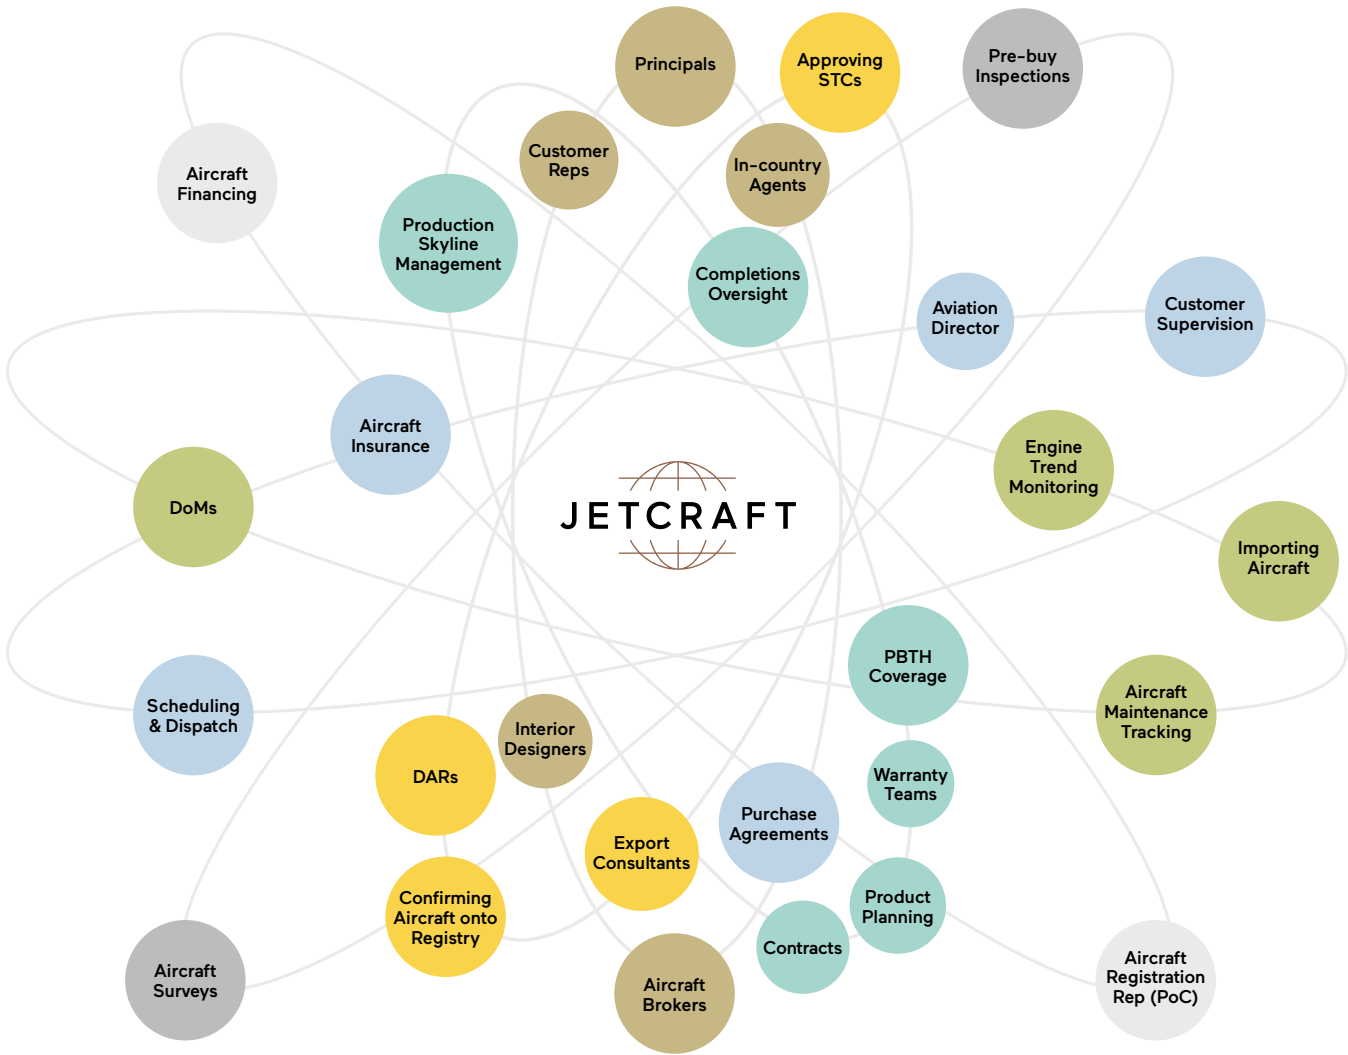 Principals
Approving
STCs
Pre-buy
Inspections
Customer
Reps
In-country
Agents
Aircraft
Financing
Production
Skyline
Management
Completions
Oversight
Aviation
Director
Customer
Supervision
Aircraft
Insurance
Engine
Trend
Monitoring
DoMs
JETCRAFT
Importing
Aircraft
PBTH
Coverage
Scheduling
& Dispatch
Aircraft
Maintenance
Tracking
Interior
Designers
DARs
Warranty
Teams
Purchase
Agreements
Export
Consultants
Confirming
Aircraft onto
Registry
Product
Planning
Contracts
Aircraft
Surveys
Aircraft
Brokers
Aircraft
Registration
Rep (PoC)